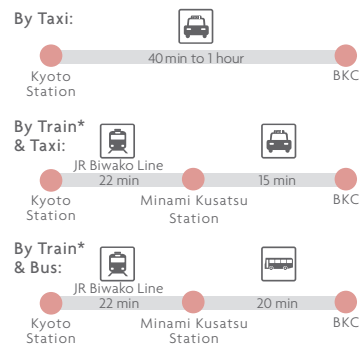 By Taxi:
40 min to 1 hour
Kyoto
Station
BKC
By Train*
& Taxi:
JR Biwako Line
22 min
15 min
Kyoto
Station
Minami Kusatsu
Station
BKC
By Train*
& Bus:
JR Biwako Line
22 min
20 min
Kyoto
Station
Minami Kusatsu
Station
BKC